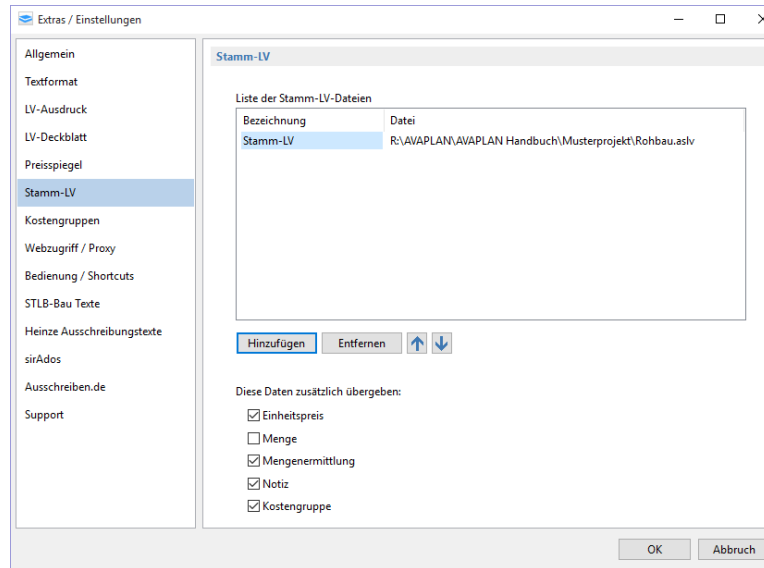 Extras / Einstellungen
Allgemein
Textformat
LV-Ausdruck
LV-Deckblatt
Preisspiegel
Stamm-LV
Kostengruppen
Webzugriff / Proxy
Bedienung / Shortcuts
STLB-Bau Texte
Heinze Ausschreibungstexte
sirAdos
Ausschreiben.de
Support
Stamm-LV
Liste der Stamm-LV-Dateien
Bezeichnung Datei
Stamm-LV R:\AVAPLAN\AVAPLAN Handbuch\Musterprojekt\Rohbau.aslv
Hinzufügen Entfernen
Diese Daten zusätzlich übergeben:
Einheitspreis
Menge
Mengenermittlung
Notiz
Kostengruppe
OK Abbruch